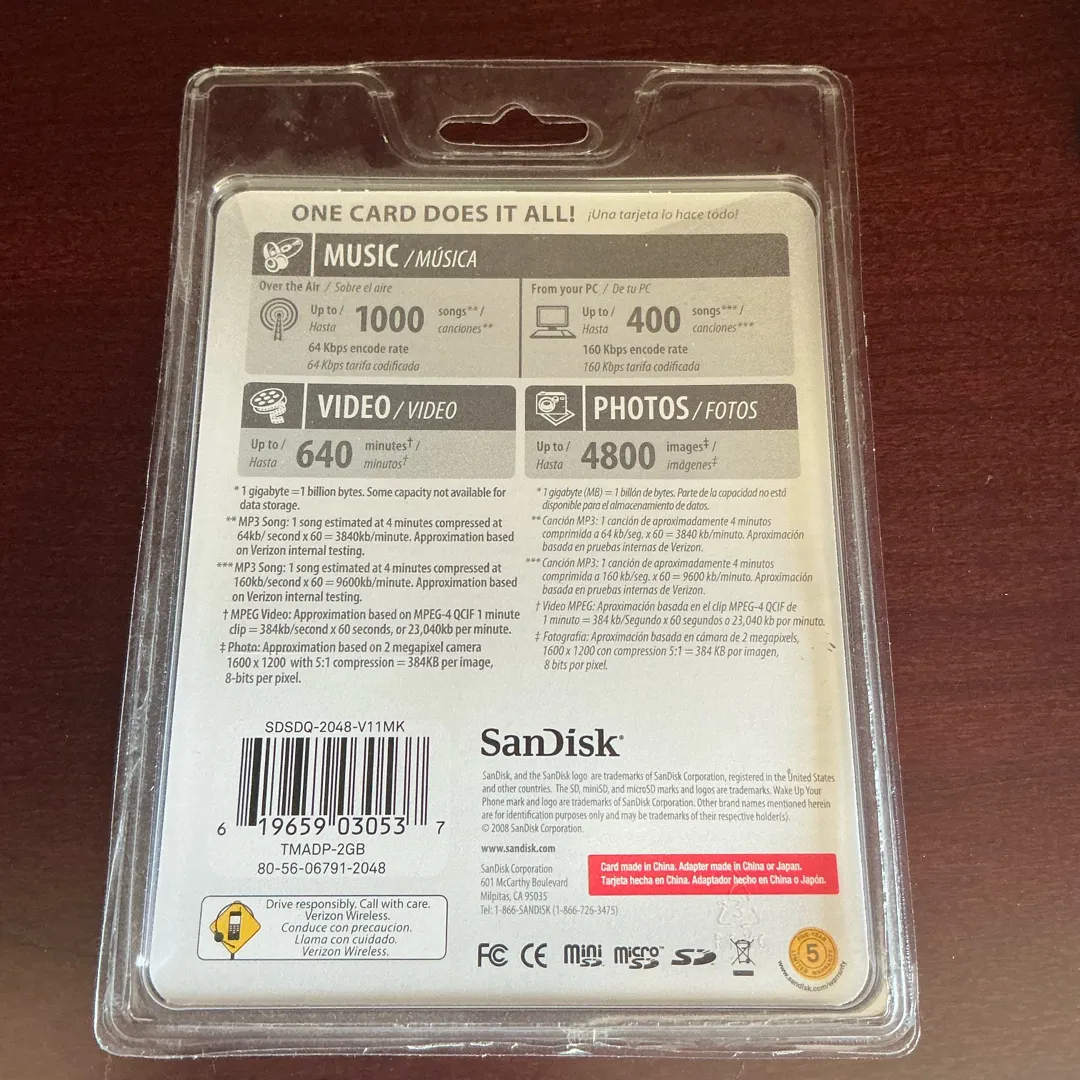 ONE CARD DOES IT ALL! ¡Una tarjeta lo hace todo!
MUSIC / MÚSICA
Over the Air / Sobre el aire
Up to / Hasta 1000 songs** / canciones**
64 Kbps encode rate
64 Kbps tarifa codificada
From your PC / De tu PC
Up to / Hasta 400 songs*** / canciones***
160 Kbps encode rate
160 Kbps tarifa codificada
VIDEO / VIDEO
Up to / Hasta 640 minutes† / minutos†
PHOTOS / FOTOS
Up to / Hasta 4800 images‡ / imágenes‡
* 1 gigabyte =1 billion bytes. Some capacity not available for
data storage.
** MP3 Song: 1 song estimated at 4 minutes compressed at
64kb/ second x 60 = 3840kb/minute. Approximation based
on Verizon internal testing.
*** MP3 Song: 1 song estimated at 4 minutes compressed at
160kb/second x 60 = 9600kb/minute. Approximation based
on Verizon internal testing.
† MPEG Video: Approximation based on MPEG-4 QCIF 1 minute
clip = 384kb/second x 60 seconds, or 23,040kb per minute.
‡ Photo: Approximation based on 2 megapixel camera
1600 x 1200 with 5:1 compression = 384KB per image,
8-bits per pixel.
* 1 gigabyte (MB) = 1 billón de bytes. Parte de la capacidad no está
disponible para el almacenamiento de datos.
** Canción MP3: 1 canción de aproximadamente 4 minutos
comprimida a 64 kb/seg. x 60 = 3840 kb/minuto. Aproximación
basada en pruebas internas de Verizon.
*** Canción MP3: 1 canción de aproximadamente 4 minutos
comprimida a 160 kb/seg. x 60 = 9600 kb/minuto. Aproximación
basada en pruebas internas de Verizon.
† Video MPEG: Aproximación basada en el clip MPEG-4 QCIF de
1 minuto = 384 kb/Segundo x 60 segundos o 23,040 kb por minuto.
‡ Fotografía: Aproximación basada en cámara de 2 megapixels,
1600 x 1200 con compresión 5:1 = 384 KB por imagen,
8 bits por pixel.
SDSDQ-2048-V11MK
6 19659 03053 7
TMADP-2GB
80-56-06791-2048
Drive responsibly. Call with care.
Verizon Wireless.
Conduce con precaucion.
Llama con cuidado.
Verizon Wireless.
SanDisk®
SanDisk, and the SanDisk logo are trademarks of SanDisk Corporation, registered in the United States
and other countries. The SD, miniSD, and microSD marks and logos are trademarks. Wake Up Your
Phone mark and logo are trademarks of SanDisk Corporation. Other brand names mentioned herein
are for identification purposes only and may be trademarks of their respective holder(s).
© 2008 SanDisk Corporation.
www.sandisk.com
SanDisk Corporation
601 McCarthy Boulevard
Milpitas, CA 95035
Tel: 1-866-SANDISK (1-866-726-3475)
Card made in China. Adapter made in China or Japan.
Tarjeta hecha en China. Adaptador hecho en China o Japón.
FC CE mini SD micro SD™ SD
FIVE-YEAR
5
LIMITED WARRANTY
www.sandisk.com/warranty